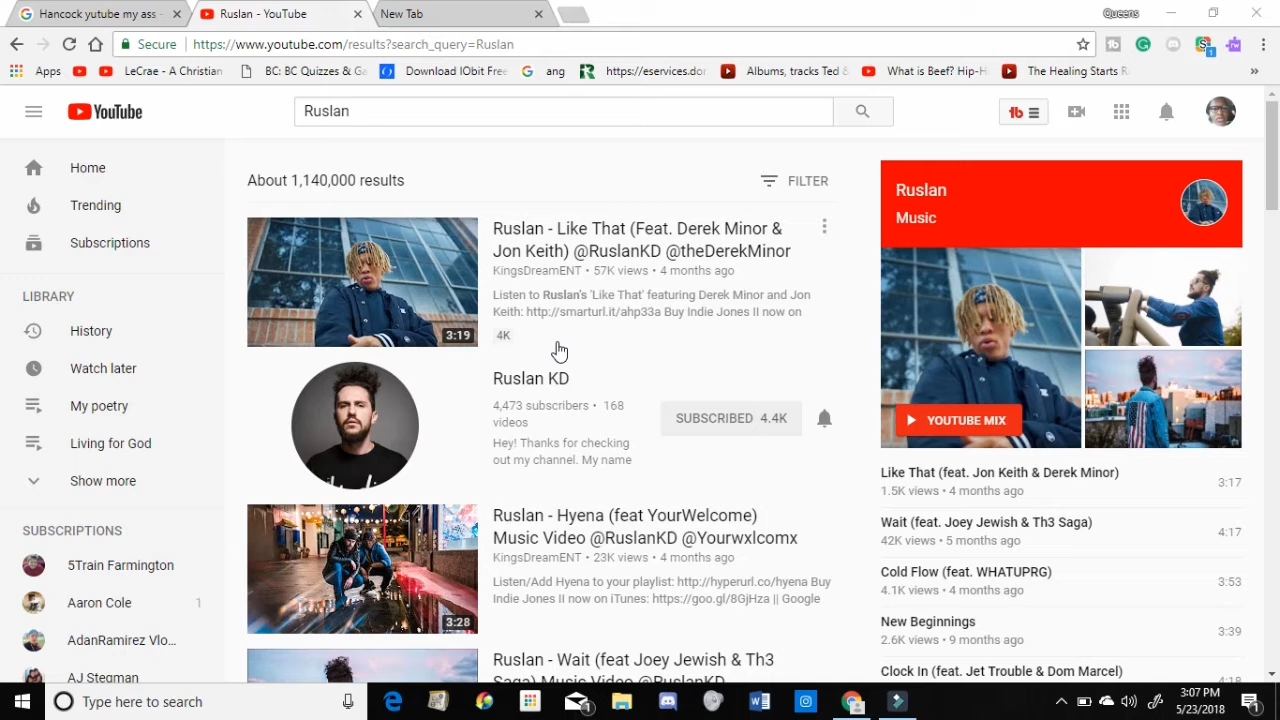 Hancock yutube my ass -
Ruslan - YouTube
New Tab
Queens
Secure
https://www.youtube.com/results?search_query=Ruslan
Apps
LeCrae - A Christian
BC: BC Quizzes & Ga
Download IObit Free
ang
https://eservices.dor
Albums, tracks Ted &
What is Beef? Hip-H
The Healing Starts R
YouTube
Ruslan
Home
Trending
Subscriptions
LIBRARY
History
Watch later
My poetry
Living for God
Show more
SUBSCRIPTIONS
5Train Farmington
Aaron Cole 1
AdanRamirez Vlo...
AJ Stegman
About 1,140,000 results
FILTER
3:19
Ruslan - Like That (Feat. Derek Minor &
Jon Keith) @RuslanKD @theDerekMinor
KingsDreamENT • 57K views • 4 months ago
Listen to Ruslan's 'Like That' featuring Derek Minor and Jon
Keith: http://smarturl.it/ahp33a Buy Indie Jones II now on
4K
Ruslan KD
4,473 subscribers • 168
videos
Hey! Thanks for checking
out my channel. My name
SUBSCRIBED 4.4K
3:28
Ruslan - Hyena (feat YourWelcome)
Music Video @RuslanKD @Yourwxlcomx
KingsDreamENT • 23K views • 4 months ago
Listen/Add Hyena to your playlist: http://hyperurl.co/hyena Buy
Indie Jones II now on iTunes: https://goo.gl/8GjHza || Google
Ruslan - Wait (feat Joey Jewish & Th3
Saga) Music Video @RuslanKD
Ruslan
Music
YOUTUBE MIX
Like That (feat. Jon Keith & Derek Minor)
1.5K views • 4 months ago
3:17
Wait (feat. Joey Jewish & Th3 Saga)
42K views • 5 months ago
4:17
Cold Flow (feat. WHATUPRG)
4.1K views • 4 months ago
3:53
New Beginnings
2.6K views • 9 months ago
3:39
Clock In (feat. Jet Trouble & Dom Marcel)
4:18
Type here to search
3:07 PM
5/23/2018